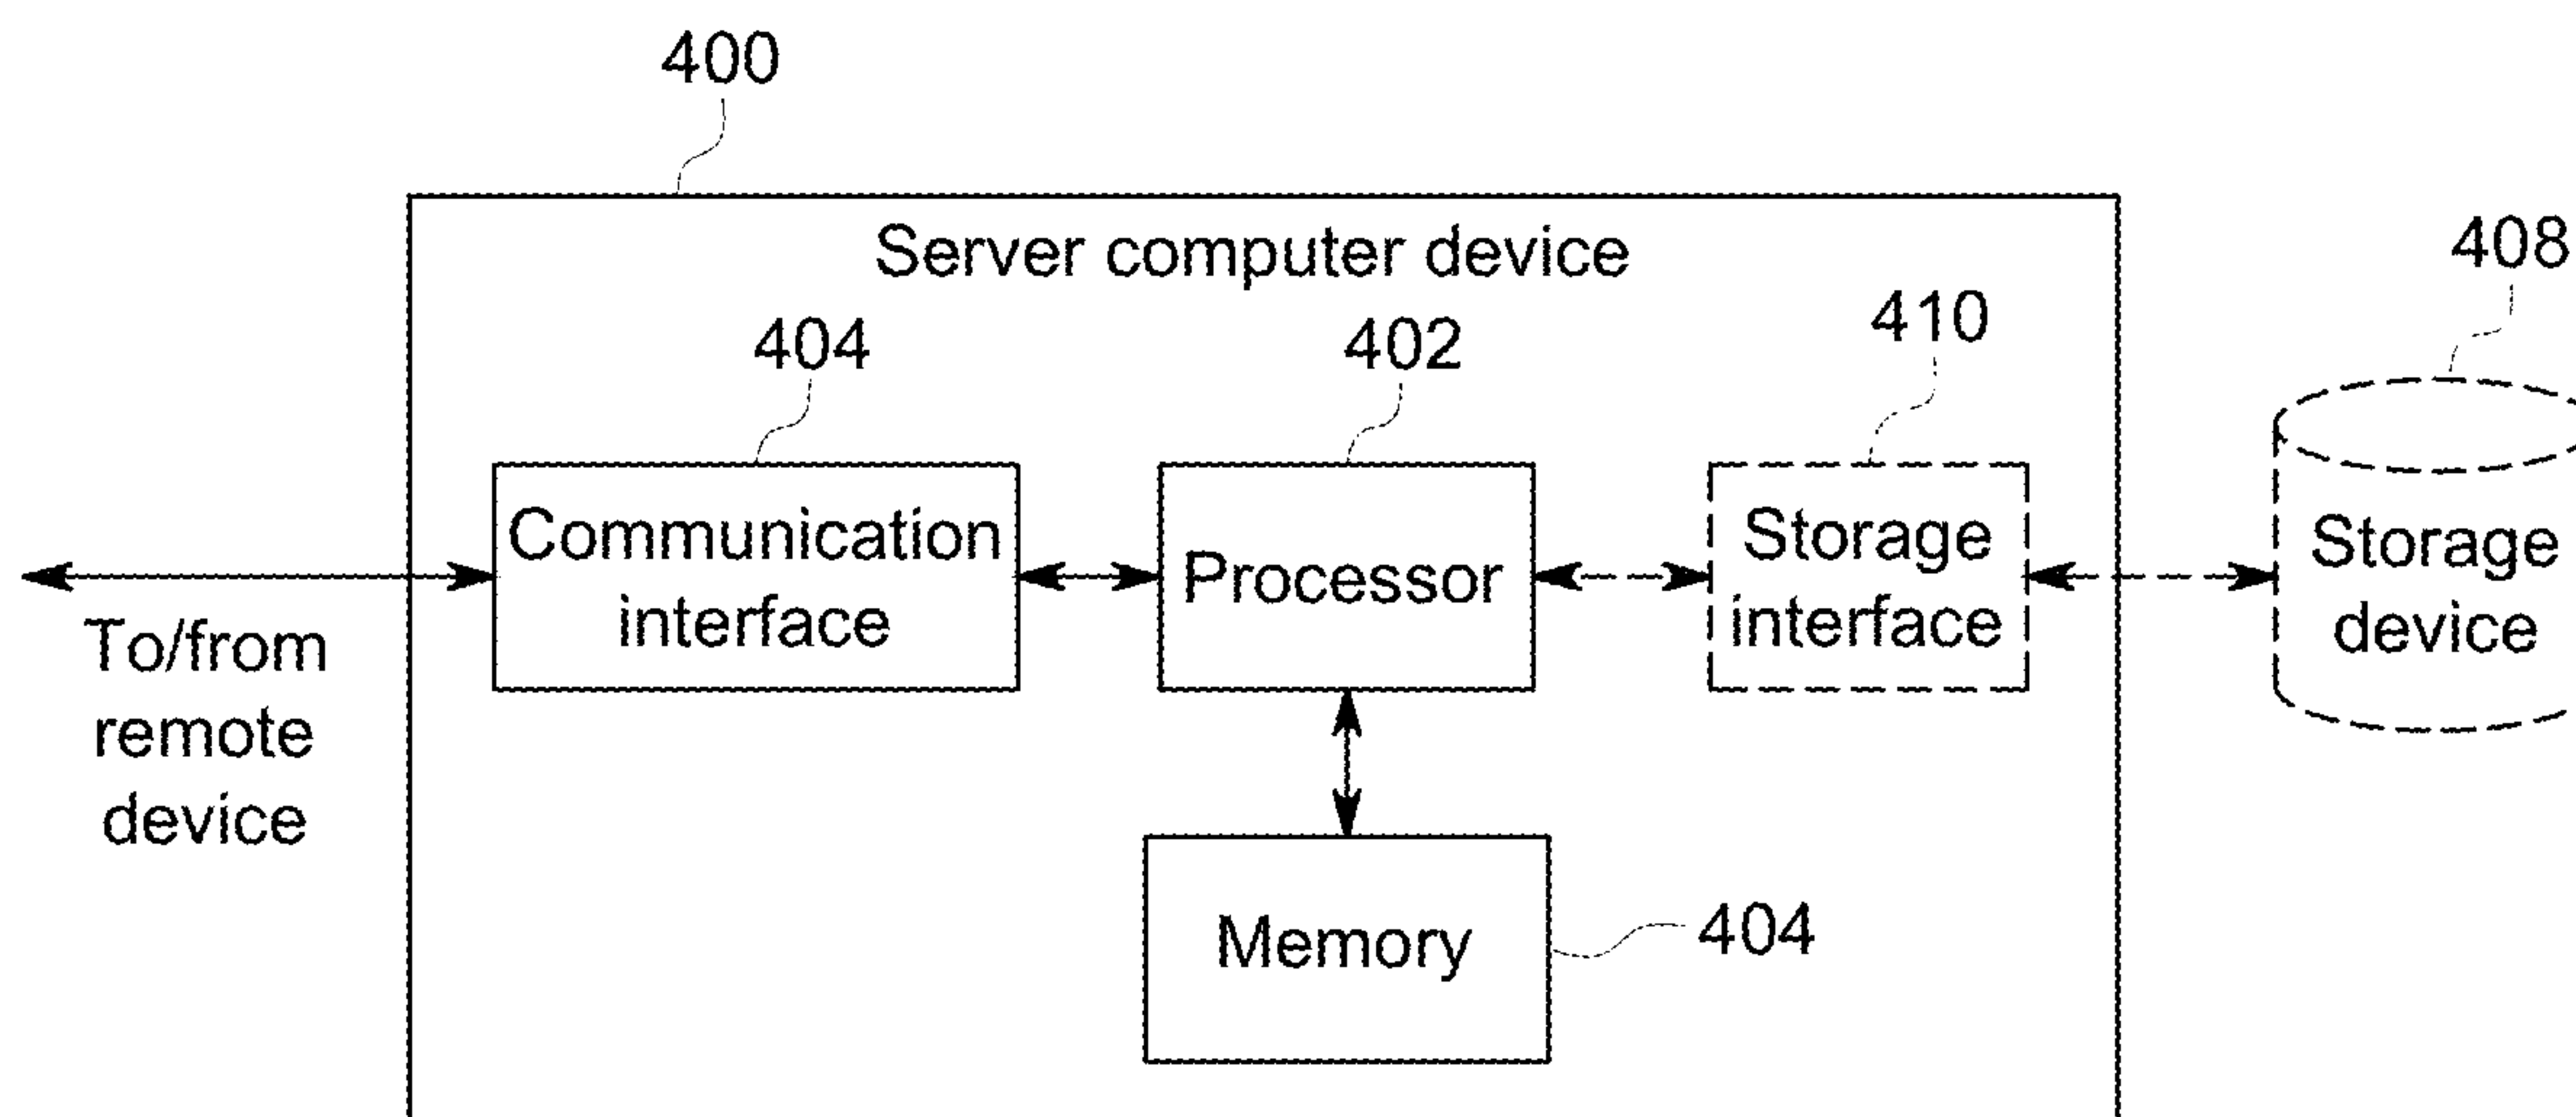 400
Server computer device
408
404
402
410
Communication
interface
Processor
Storage
interface
Storage
device
To/from
remote
device
Memory
404